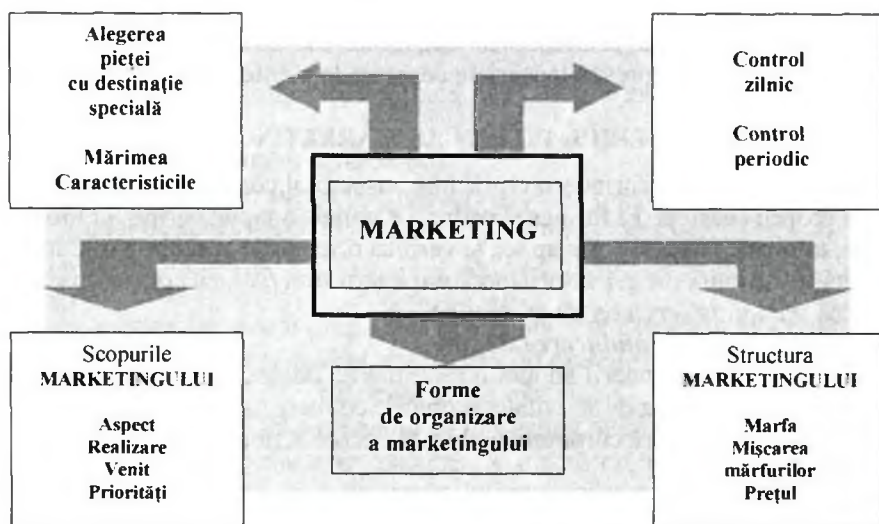 Alegerea
pieței
cu destinație
specială
Mărimea
Caracteristicile
Control
zilnic
Control
periodic
MARKETING
Scopurile
MARKETINGULUI
Aspect
Realizare
Venit
Priorități
Forme
de organizare
a marketingului
Structura
MARKETINGULUI
Marfa
Mișcarea
mărfurilor
Prețul